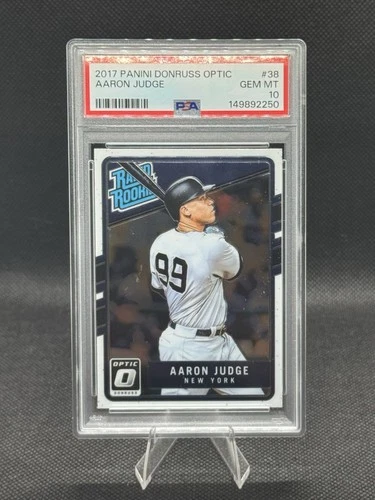 2017 PANINI DONRUSS OPTIC #38
AARON JUDGE GEM MT
10
PSA 149892250
RATED
ROOKIE
99
OPTIC
DONRUSS
AARON JUDGE
NEW YORK